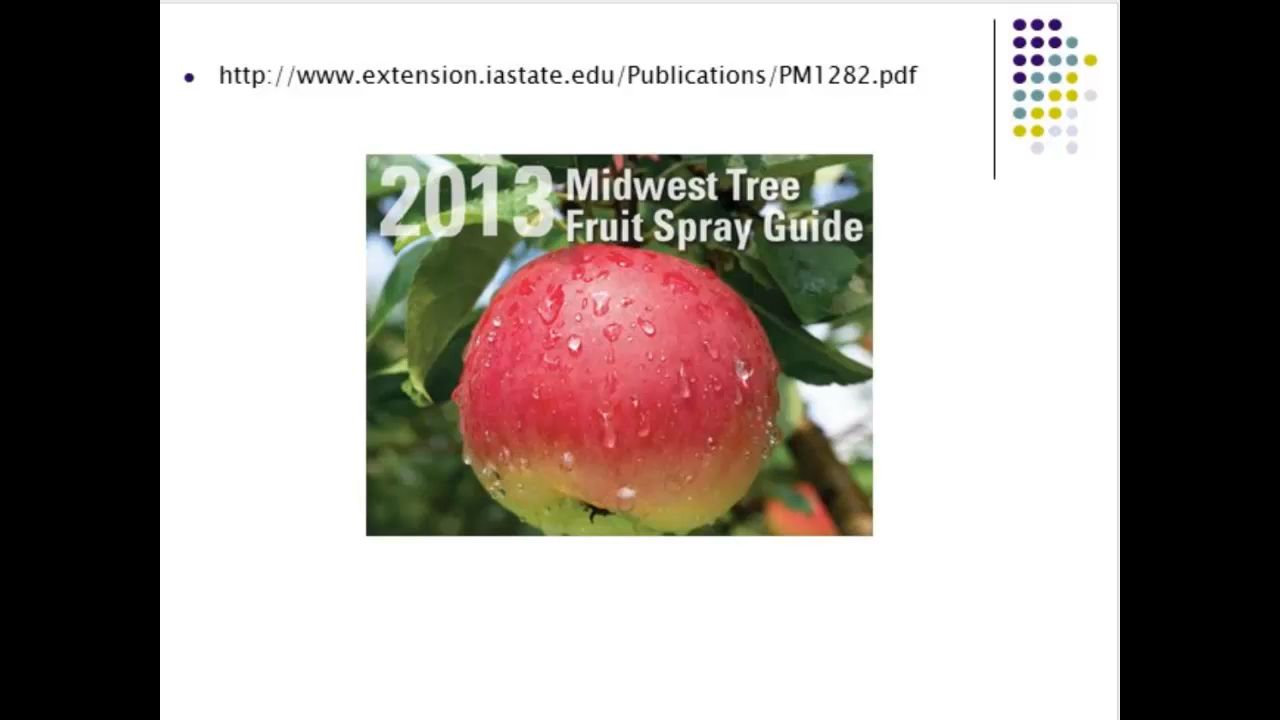 http://www.extension.iastate.edu/Publications/PM1282.pdf
2013 Midwest Tree
Fruit Spray Guide